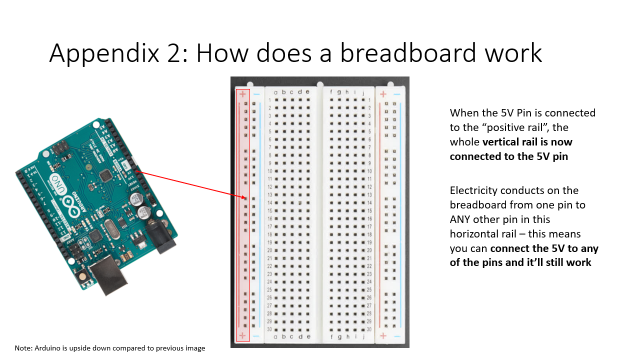 Appendix 2: How does a breadboard work
a b c d e f g h i j
When the 5V Pin is connected
to the “positive rail”, the
whole vertical rail is now
connected to the 5V pin
Electricity conducts on the
breadboard from one pin to
ANY other pin in this
horizontal rail – this means
you can connect the 5V to any
of the pins and it’ll still work
UNO
Note: Arduino is upside down compared to previous image